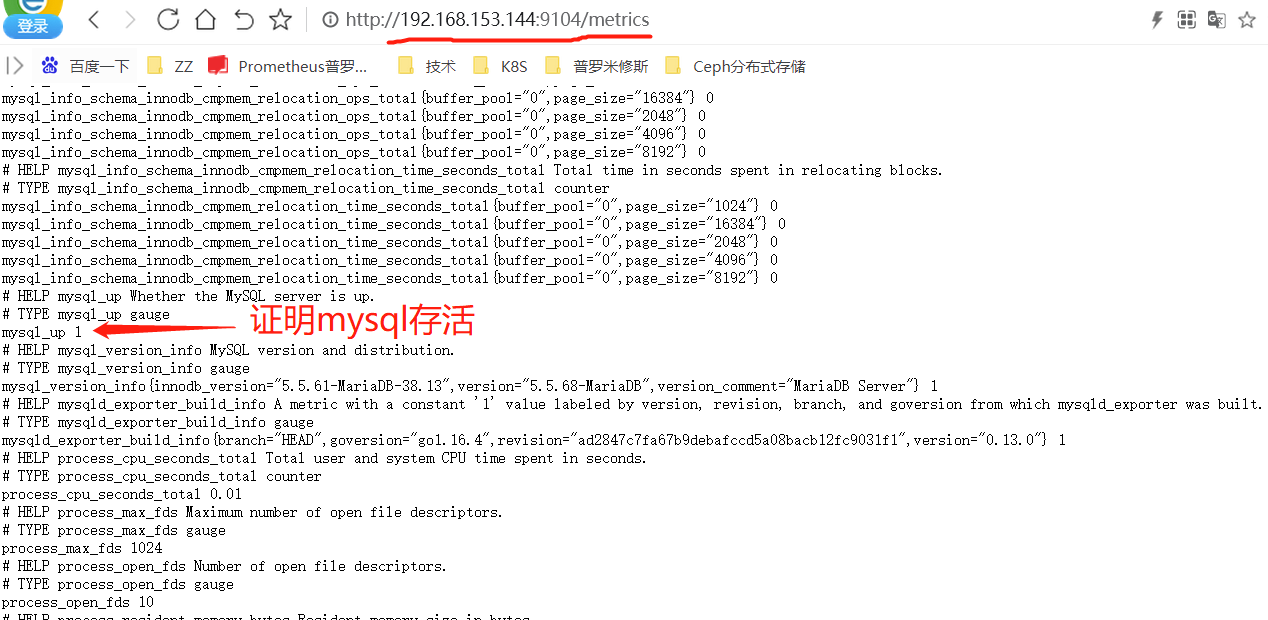 登录
http://192.168.153.144:9104/metrics
百度一下 ZZ Prometheus普罗... 技术 K8S 普罗米修斯 Ceph分布式存储
mysql_info_schema_innodb_cmpmem_relocation_ops_total{buffer_pool="0",page_size="16384"} 0
mysql_info_schema_innodb_cmpmem_relocation_ops_total{buffer_pool="0",page_size="2048"} 0
mysql_info_schema_innodb_cmpmem_relocation_ops_total{buffer_pool="0",page_size="4096"} 0
mysql_info_schema_innodb_cmpmem_relocation_ops_total{buffer_pool="0",page_size="8192"} 0
# HELP mysql_info_schema_innodb_cmpmem_relocation_time_seconds_total Total time in seconds spent in relocating blocks.
# TYPE mysql_info_schema_innodb_cmpmem_relocation_time_seconds_total counter
mysql_info_schema_innodb_cmpmem_relocation_time_seconds_total{buffer_pool="0",page_size="1024"} 0
mysql_info_schema_innodb_cmpmem_relocation_time_seconds_total{buffer_pool="0",page_size="16384"} 0
mysql_info_schema_innodb_cmpmem_relocation_time_seconds_total{buffer_pool="0",page_size="2048"} 0
mysql_info_schema_innodb_cmpmem_relocation_time_seconds_total{buffer_pool="0",page_size="4096"} 0
mysql_info_schema_innodb_cmpmem_relocation_time_seconds_total{buffer_pool="0",page_size="8192"} 0
# HELP mysql_up Whether the MySQL server is up.
# TYPE mysql_up gauge
mysql_up 1
证明mysql存活
# HELP mysql_version_info MySQL version and distribution.
# TYPE mysql_version_info gauge
mysql_version_info{innodb_version="5.5.61-MariaDB-38.13",version="5.5.68-MariaDB",version_comment="MariaDB Server"} 1
# HELP mysqld_exporter_build_info A metric with a constant '1' value labeled by version, revision, branch, and goversion from which mysqld_exporter was built.
# TYPE mysqld_exporter_build_info gauge
mysqld_exporter_build_info{branch="HEAD",goversion="go1.16.4",revision="ad2847c7fa67b9debafccd5a08bacb12fc9031f1",version="0.13.0"} 1
# HELP process_cpu_seconds_total Total user and system CPU time spent in seconds.
# TYPE process_cpu_seconds_total counter
process_cpu_seconds_total 0.01
# HELP process_max_fds Maximum number of open file descriptors.
# TYPE process_max_fds gauge
process_max_fds 1024
# HELP process_open_fds Number of open file descriptors.
# TYPE process_open_fds gauge
process_open_fds 10
# HELP process_resident_memory_bytes Resident memory size in bytes.